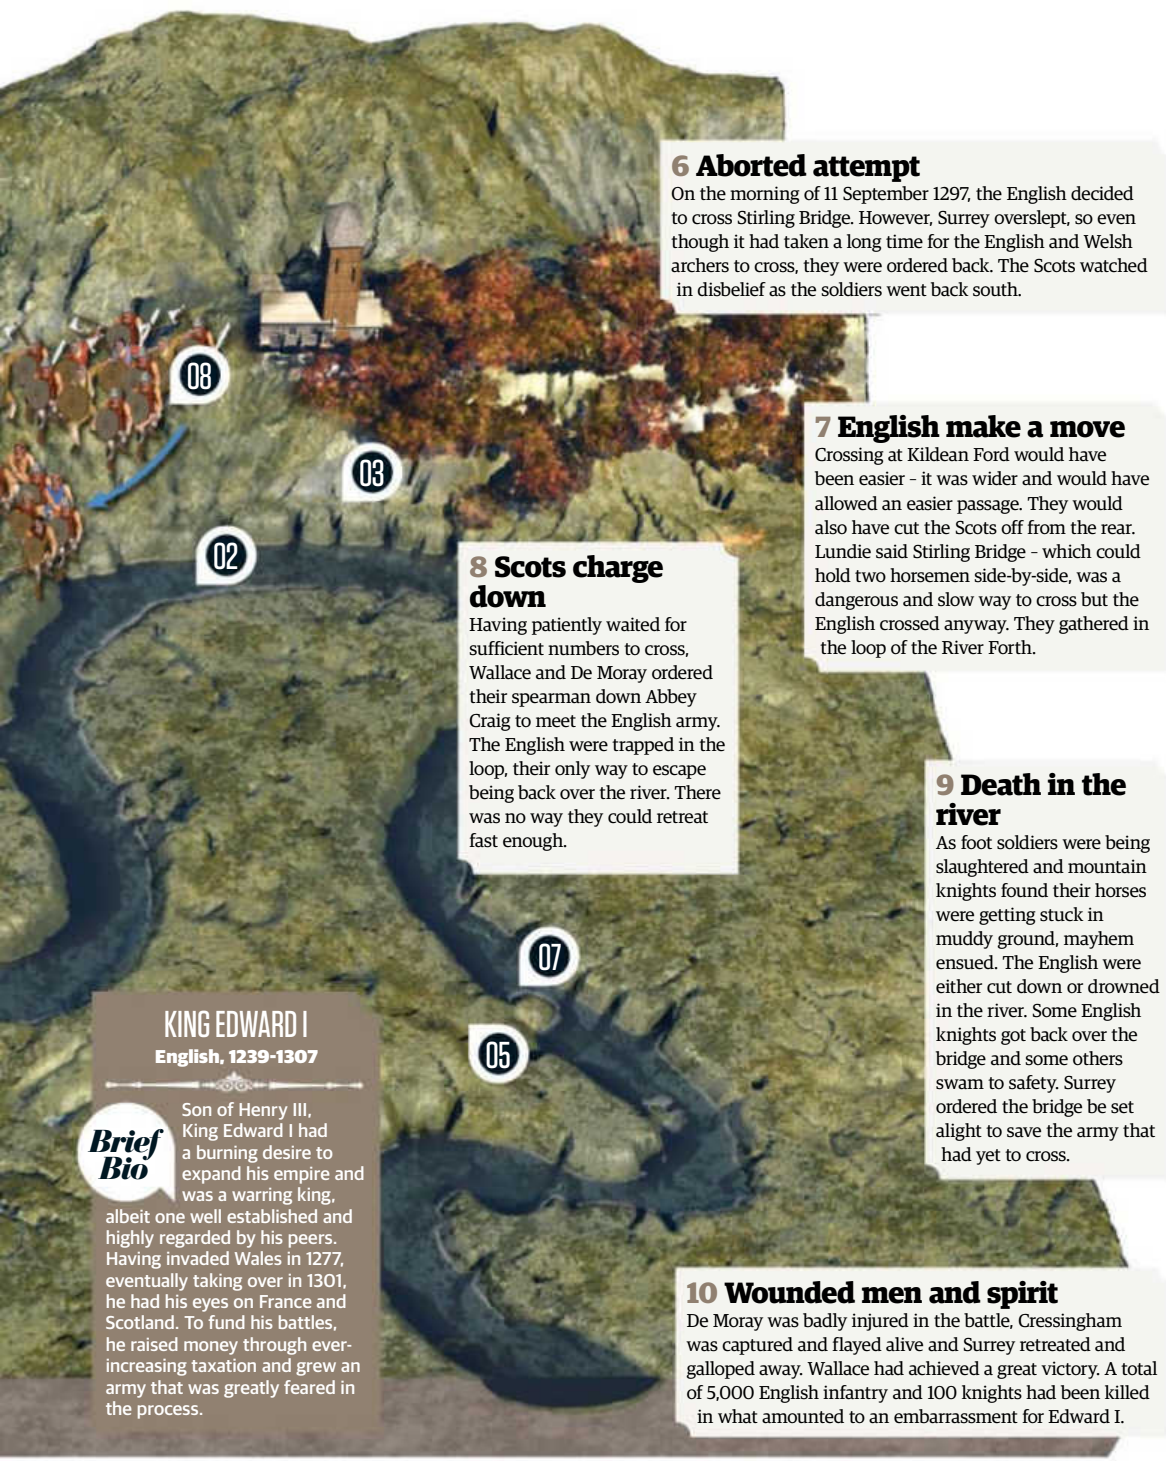 6 Aborted attempt
On the morning of 11 September 1297, the English decided
to cross Stirling Bridge. However, Surrey overslept, so even
though it had taken a long time for the English and Welsh
archers to cross, they were ordered back. The Scots watched
in disbelief as the soldiers went back south.
08
03
02
7 English make a move
Crossing at Kildean Ford would have
been easier – it was wider and would have
allowed an easier passage. They would
also have cut the Scots off from the rear.
Lundie said Stirling Bridge – which could
hold two horsemen side-by-side, was a
dangerous and slow way to cross but the
English crossed anyway. They gathered in
the loop of the River Forth.
8 Scots charge
down
Having patiently waited for
sufficient numbers to cross,
Wallace and De Moray ordered
their spearman down Abbey
Craig to meet the English army.
The English were trapped in the
loop, their only way to escape
being back over the river. There
was no way they could retreat
fast enough.
9 Death in the
river
As foot soldiers were being
slaughtered and mountain
knights found their horses
were getting stuck in
muddy ground, mayhem
ensued. The English were
either cut down or drowned
in the river. Some English
knights got back over the
bridge and some others
swam to safety. Surrey
ordered the bridge be set
alight to save the army that
had yet to cross.
07
05
KING EDWARD I
English, 1239-1307
Brief
Bio
Son of Henry III,
King Edward I had
a burning desire to
expand his empire and
was a warring king,
albeit one well established and
highly regarded by his peers.
Having invaded Wales in 1277,
eventually taking over in 1301,
he had his eyes on France and
Scotland. To fund his battles,
he raised money through ever-
increasing taxation and grew an
army that was greatly feared in
the process.
10 Wounded men and spirit
De Moray was badly injured in the battle, Cressingham
was captured and flayed alive and Surrey retreated and
galloped away. Wallace had achieved a great victory. A total
of 5,000 English infantry and 100 knights had been killed
in what amounted to an embarrassment for Edward I.